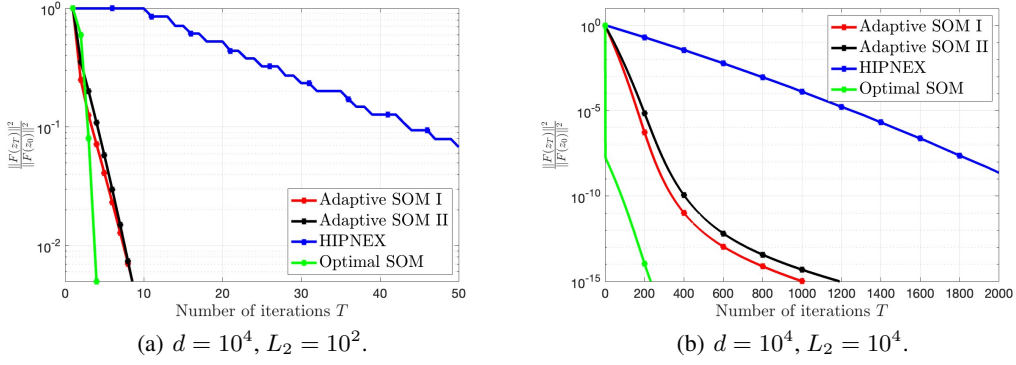 10^0
10^-1
10^-2
||F(z_T)||^2 / ||F(z_0)||^2
Adaptive SOM I
Adaptive SOM II
HIPNEX
Optimal SOM
0 10 20 30 40 50
Number of iterations T
(a) d = 10^4, L_2 = 10^2.
10^0
10^-5
10^-10
10^-15
||F(z_T)||^2 / ||F(z_0)||^2
Adaptive SOM I
Adaptive SOM II
HIPNEX
Optimal SOM
0 200 400 600 800 1000 1200 1400 1600 1800 2000
Number of iterations T
(b) d = 10^4, L_2 = 10^4.